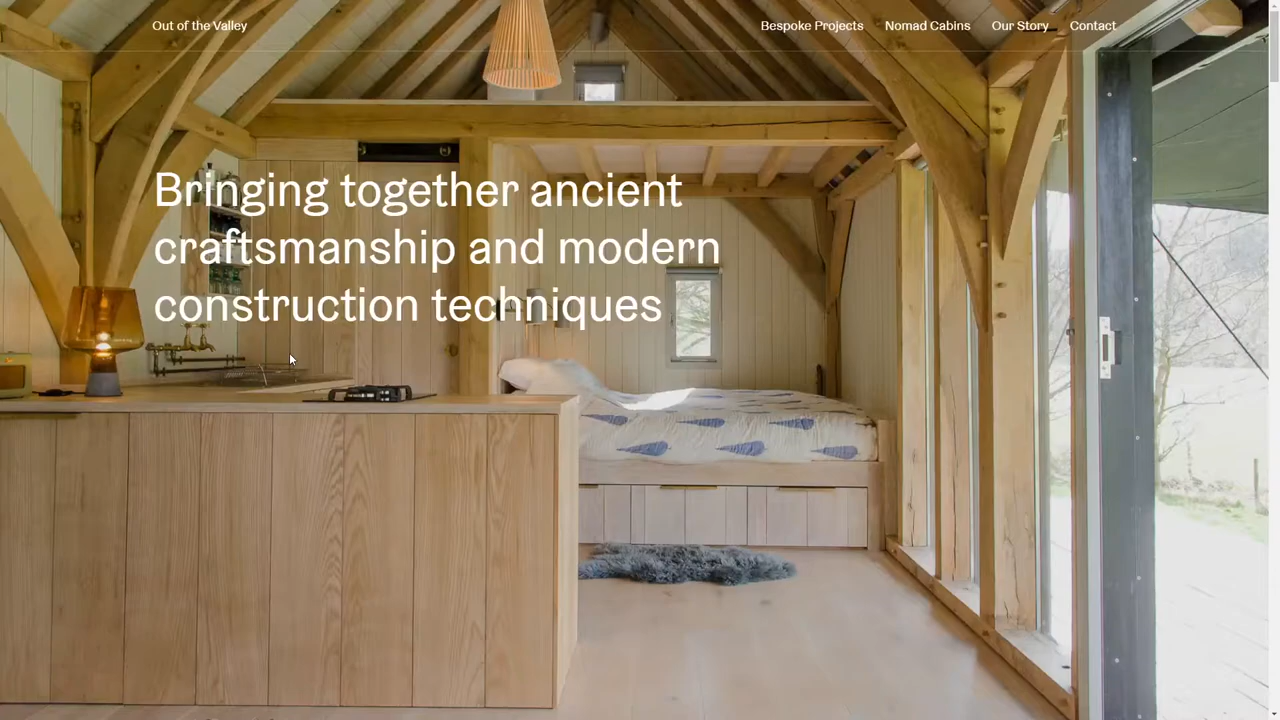 Out of the Valley
Bespoke Projects
Nomad Cabins
Our Story
Contact
Bringing together ancient
craftsmanship and modern
construction techniques